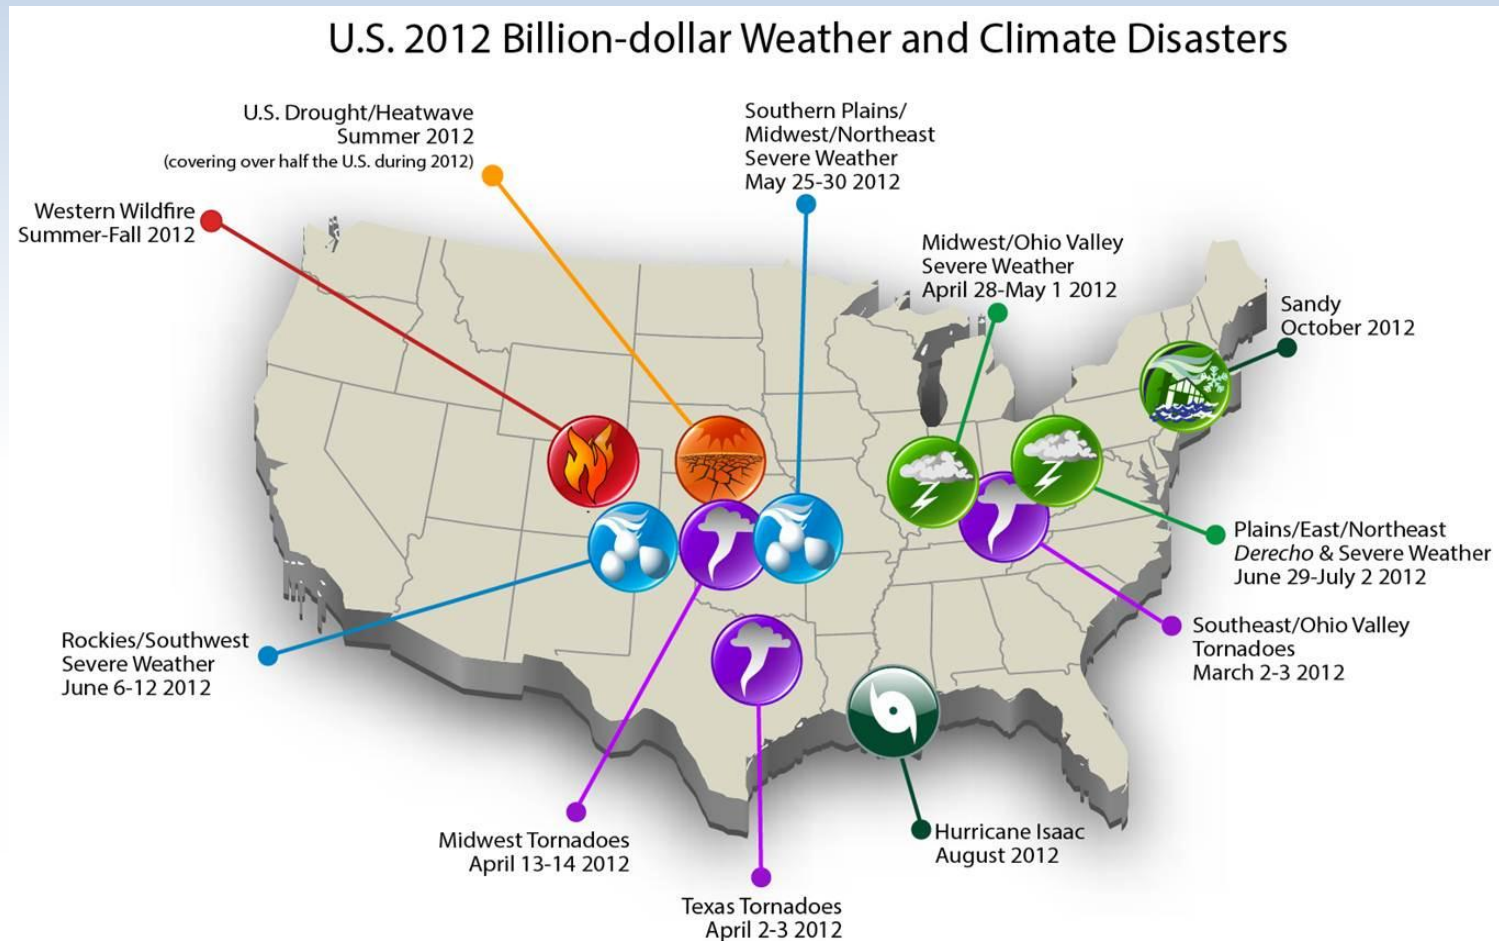 U.S. 2012 Billion-dollar Weather and Climate Disasters
U.S. Drought/Heatwave
Summer 2012
(covering over half the U.S. during 2012)
Southern Plains/
Midwest/Northeast
Severe Weather
May 25-30 2012
Western Wildfire
Summer-Fall 2012
Midwest/Ohio Valley
Severe Weather
April 28-May 1 2012
Sandy
October 2012
Plains/East/Northeast
Derecho & Severe Weather
June 29-July 2 2012
Rockies/Southwest
Severe Weather
June 6-12 2012
Southeast/Ohio Valley
Tornadoes
March 2-3 2012
Midwest Tornadoes
April 13-14 2012
Hurricane Isaac
August 2012
Texas Tornadoes
April 2-3 2012